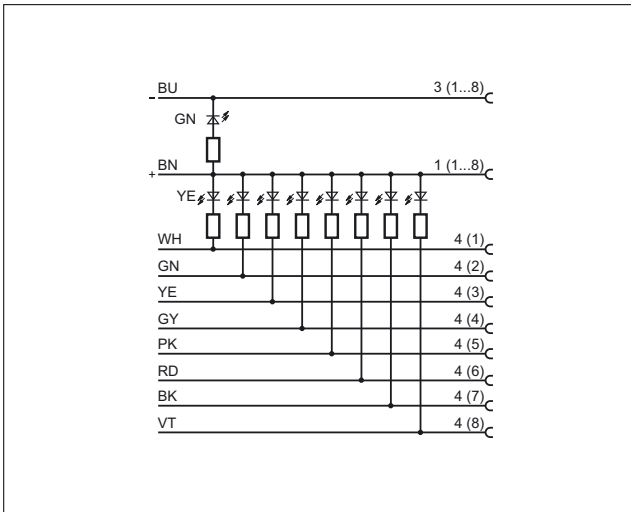 BU 3 (1...8)
-
GN
BN 1 (1...8)
+
YE
WH 4 (1)
GN 4 (2)
YE 4 (3)
GY 4 (4)
PK 4 (5)
RD 4 (6)
BK 4 (7)
VT 4 (8)